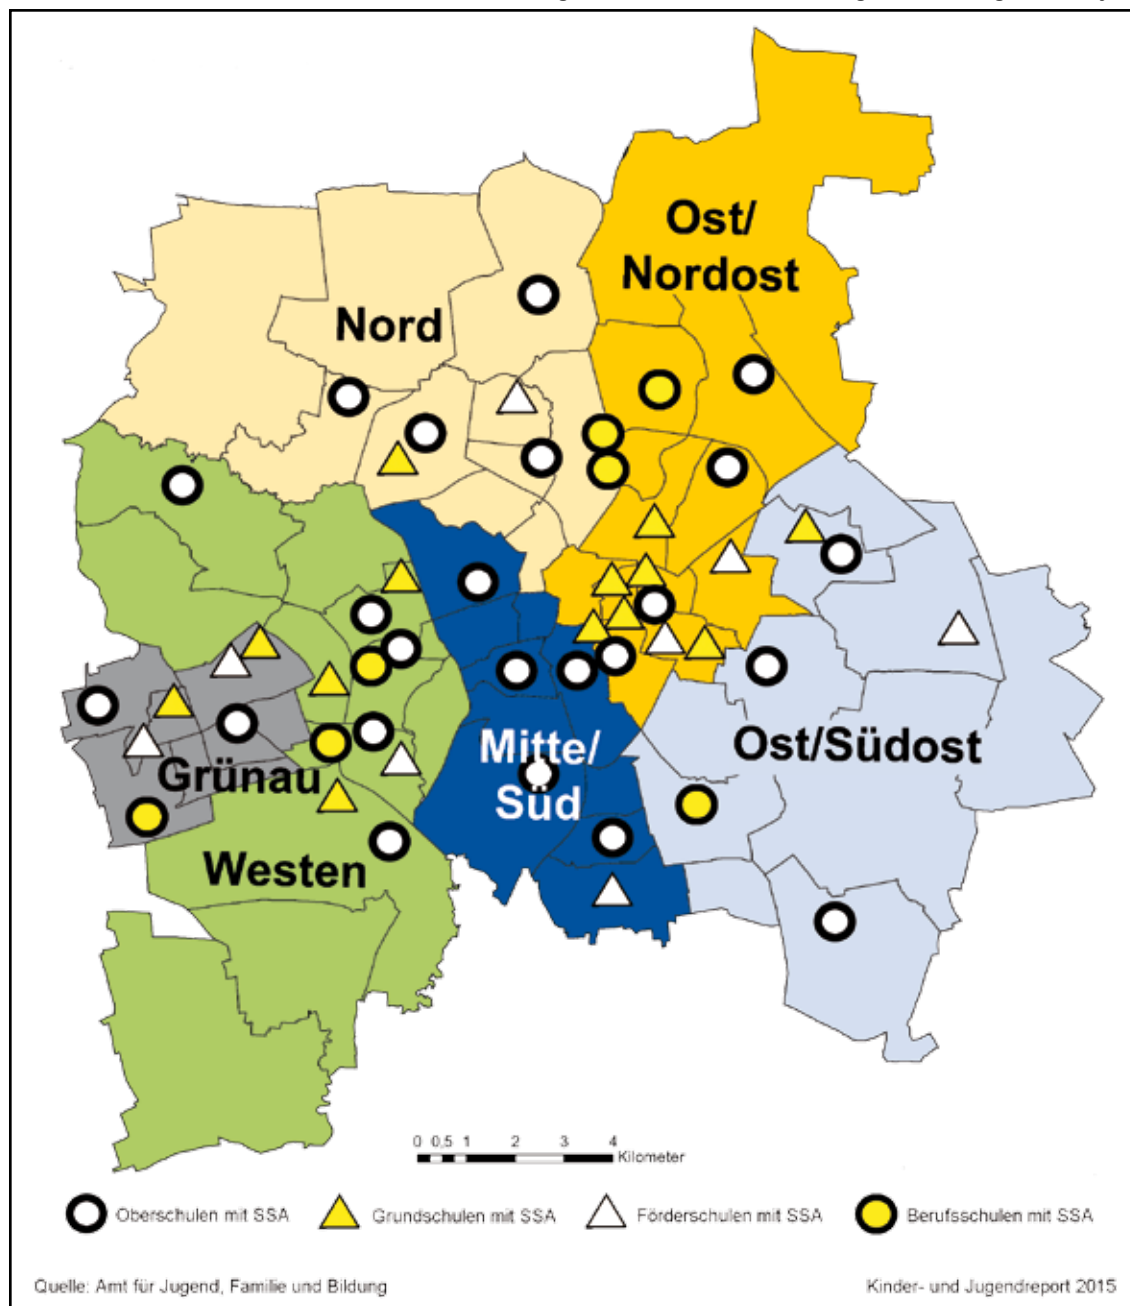 Ost/
Nordost
Nord
Mitte/
Süd
Ost/Südost
Grünau
Westen
0 0,5 1 2 3 4
Kilometer
Oberschulen mit SSA
Grundschulen mit SSA
Förderschulen mit SSA
Berufsschulen mit SSA
Quelle: Amt für Jugend, Familie und Bildung
Kinder- und Jugendreport 2015